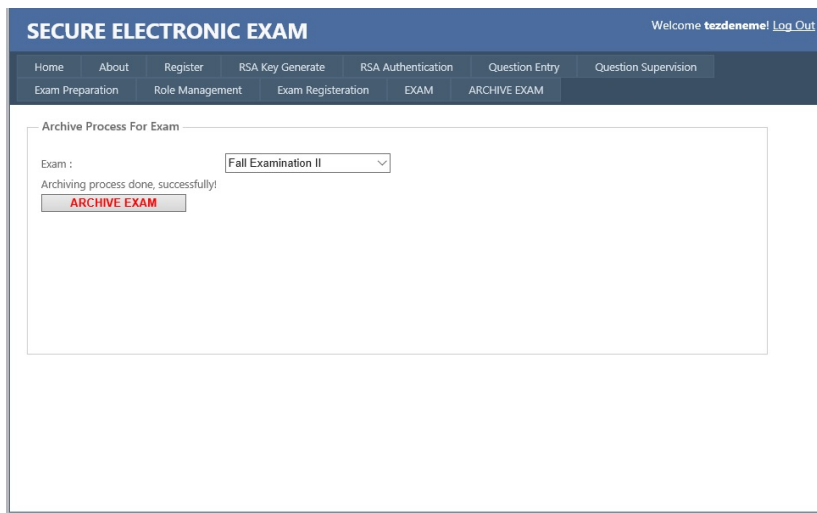 SECURE ELECTRONIC EXAM
Welcome tezdeneme! Log Out
Home About Register RSA Key Generate RSA Authentication Question Entry Question Supervision
Exam Preparation Role Management Exam Registeration EXAM ARCHIVE EXAM
Archive Process For Exam
Exam : Fall Examination II
Archiving process done, successfully!
ARCHIVE EXAM